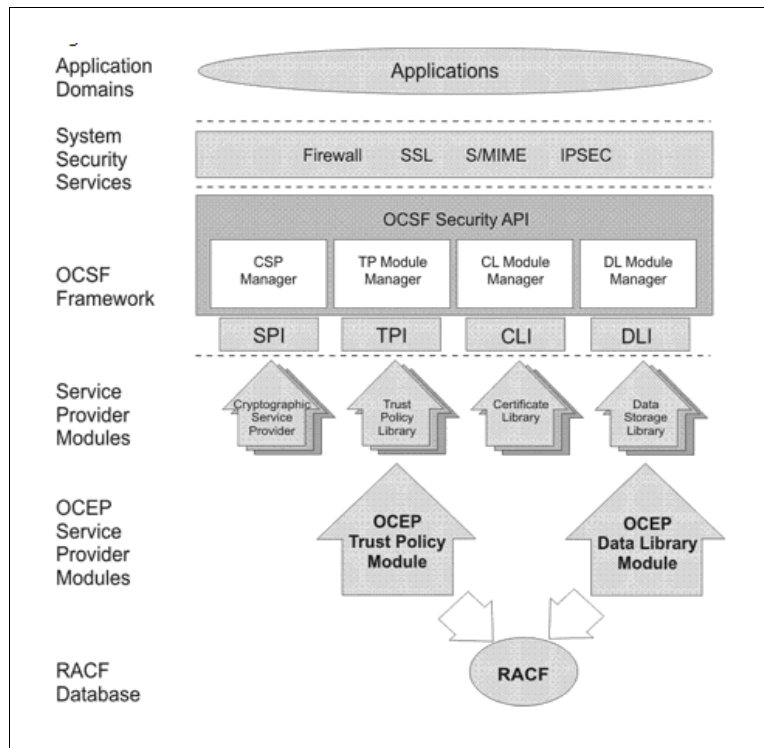 Application
Domains
Applications
System
Security
Services
Firewall SSL S/MIME IPSEC
OCSF
Framework
OCSF Security API
CSP
Manager
TP Module
Manager
CL Module
Manager
DL Module
Manager
SPI TPI CLI DLI
Service
Provider
Modules
Cryptographic
Service
Provider
Trust
Policy
Library
Certificate
Library
Data
Storage
Library
OCEP
Service
Provider
Modules
OCEP
Trust Policy
Module
OCEP
Data Library
Module
RACF
Database
RACF